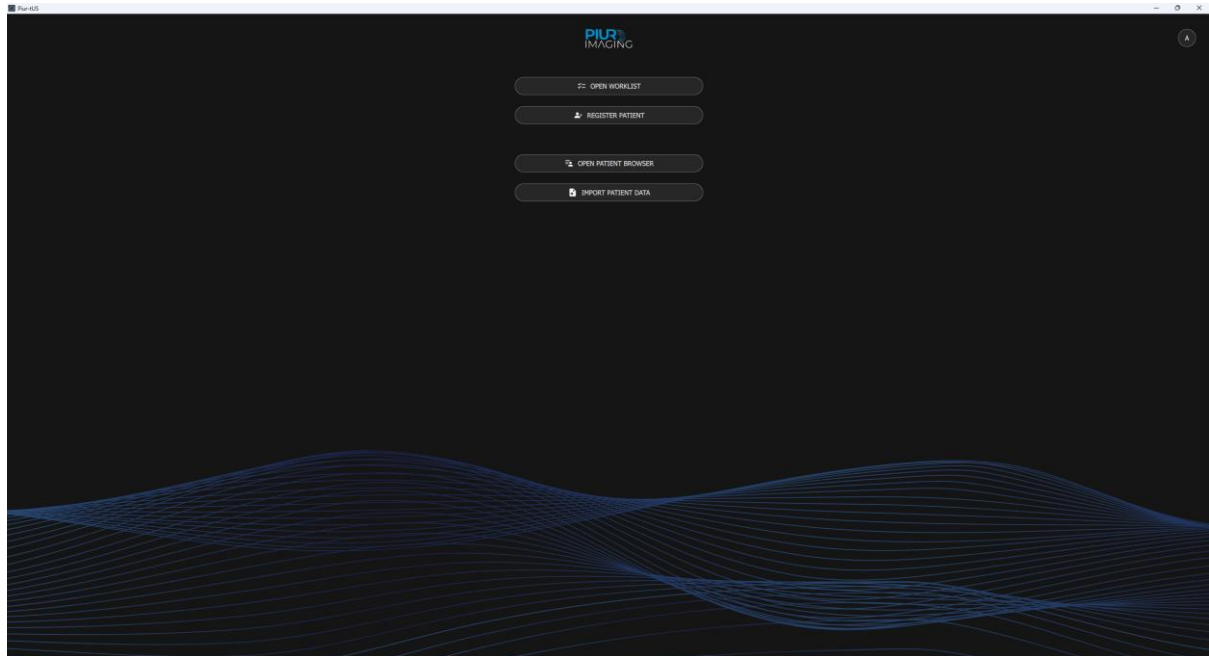 Piur-tUS
PIUR
IMAGING
A
OPEN WORKLIST
REGISTER PATIENT
OPEN PATIENT BROWSER
IMPORT PATIENT DATA